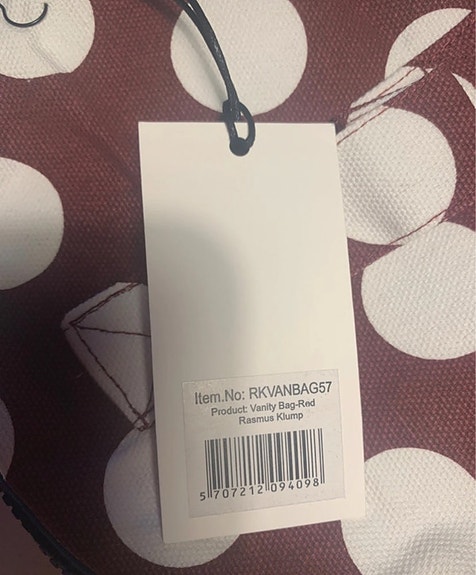 Item.No: RKVANBAG57
Product: Vanity Bag-Red
Rasmus Klump
5 707212 094098